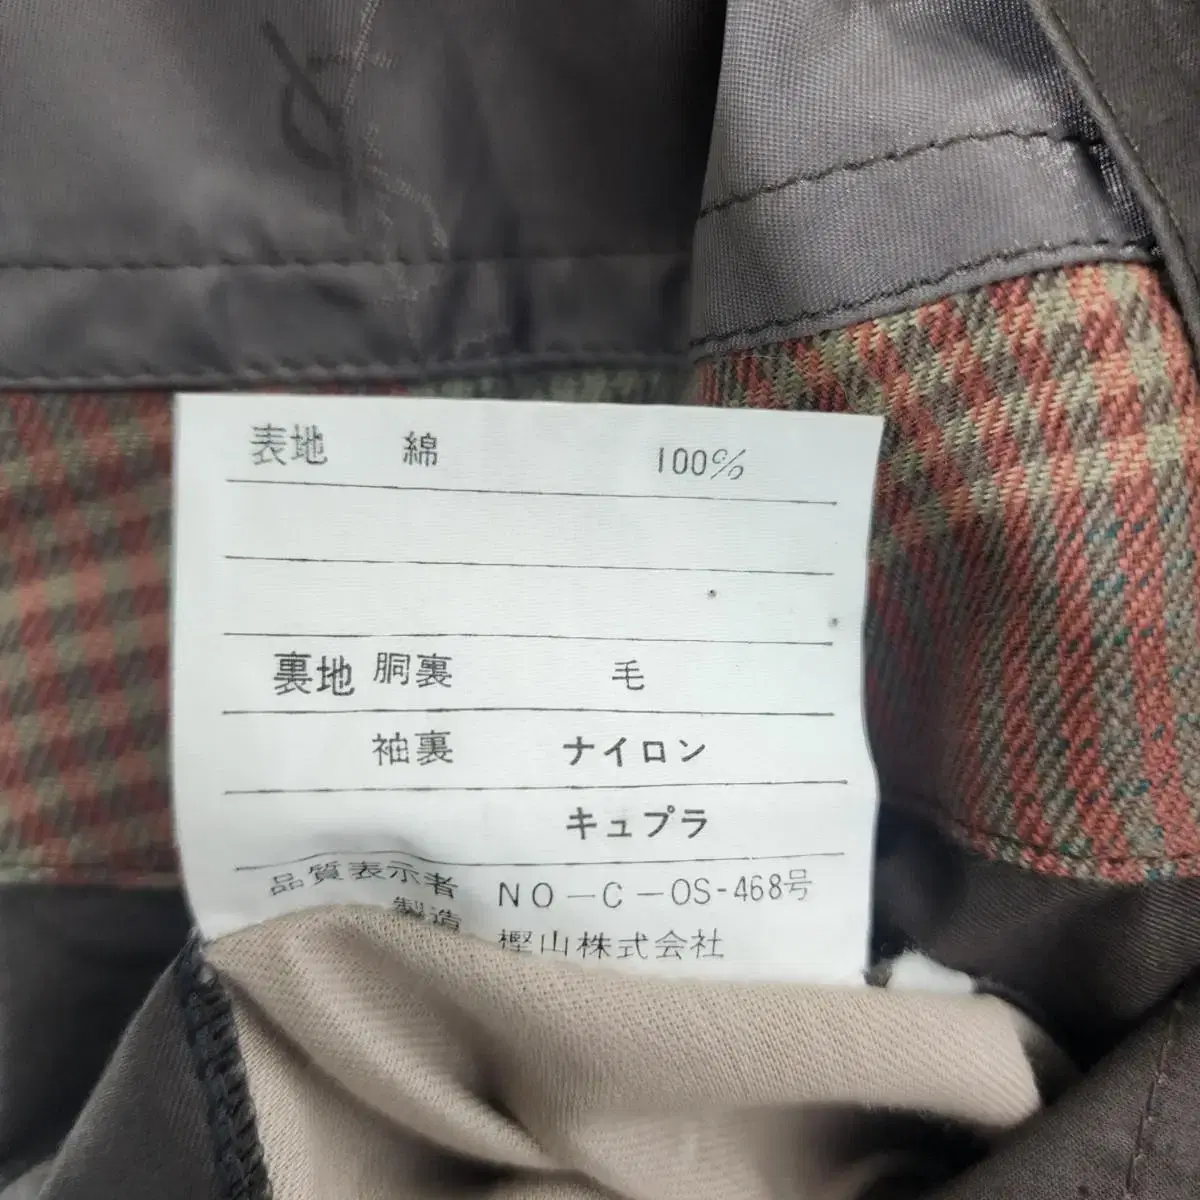 表地 綿 100%
裏地 胴裏 毛
袖裏 ナイロン
キュプラ
品質表示者 NO-C-OS-468号
製造 樫山株式会社